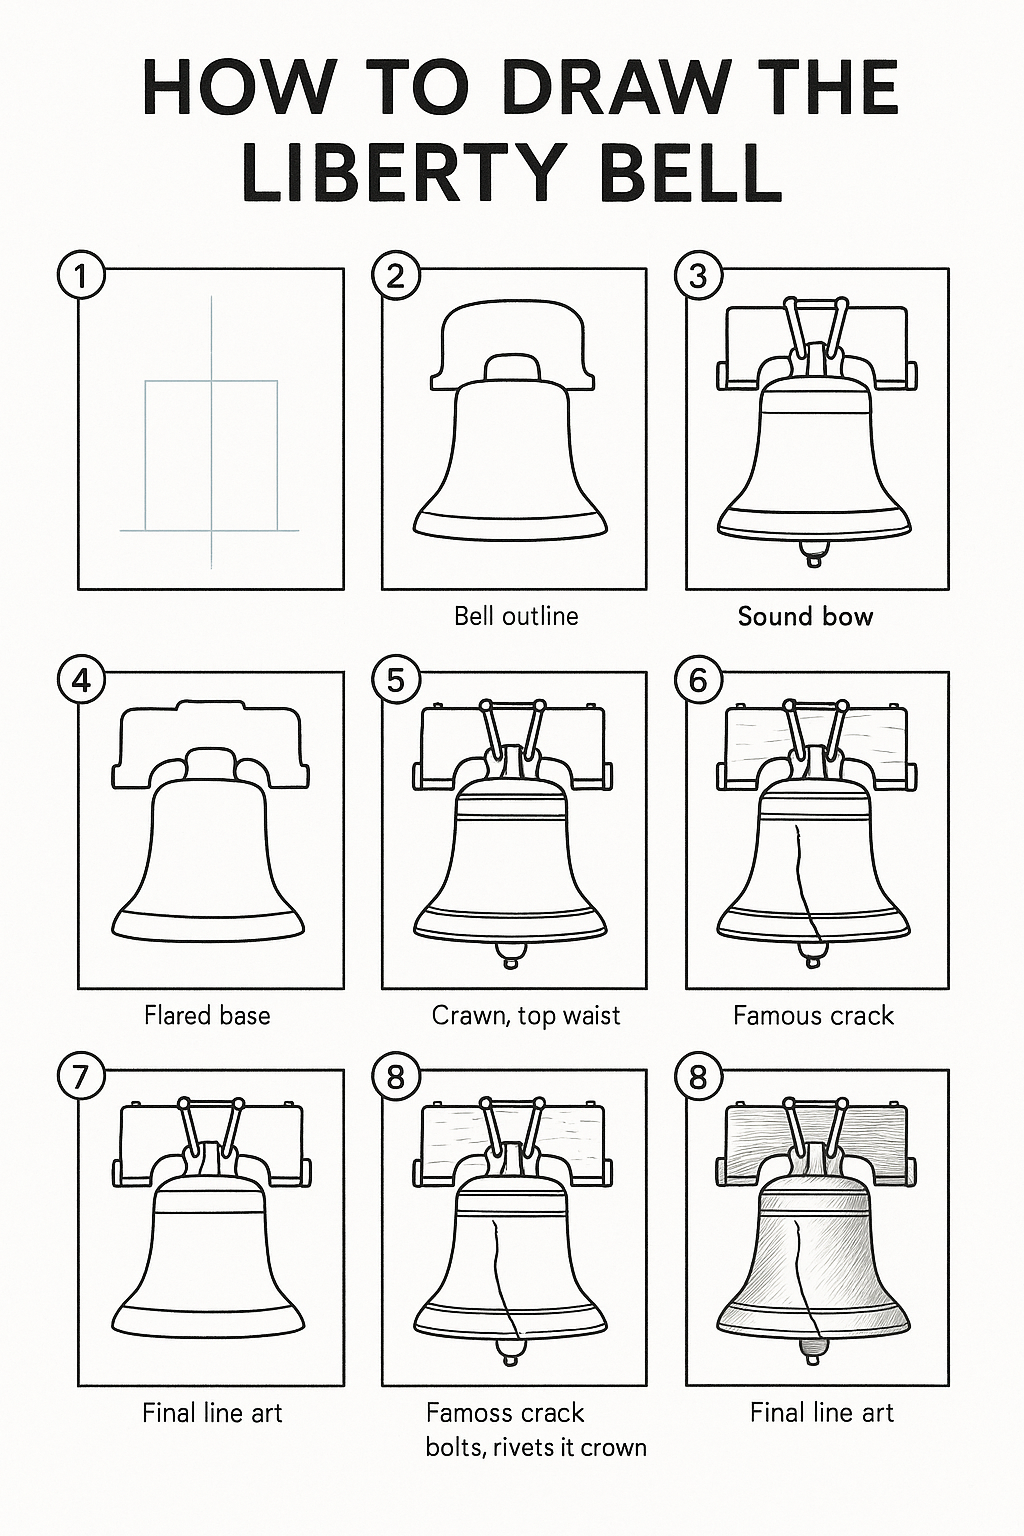 HOW TO DRAW THE
LIBERTY BELL
1
2
3
Bell outline
Sound bow
4
5
6
Flared base
Crawn, top waist
Famous crack
7
8
8
Final line art
Famoss crack
bolts, rivets it crown
Final line art